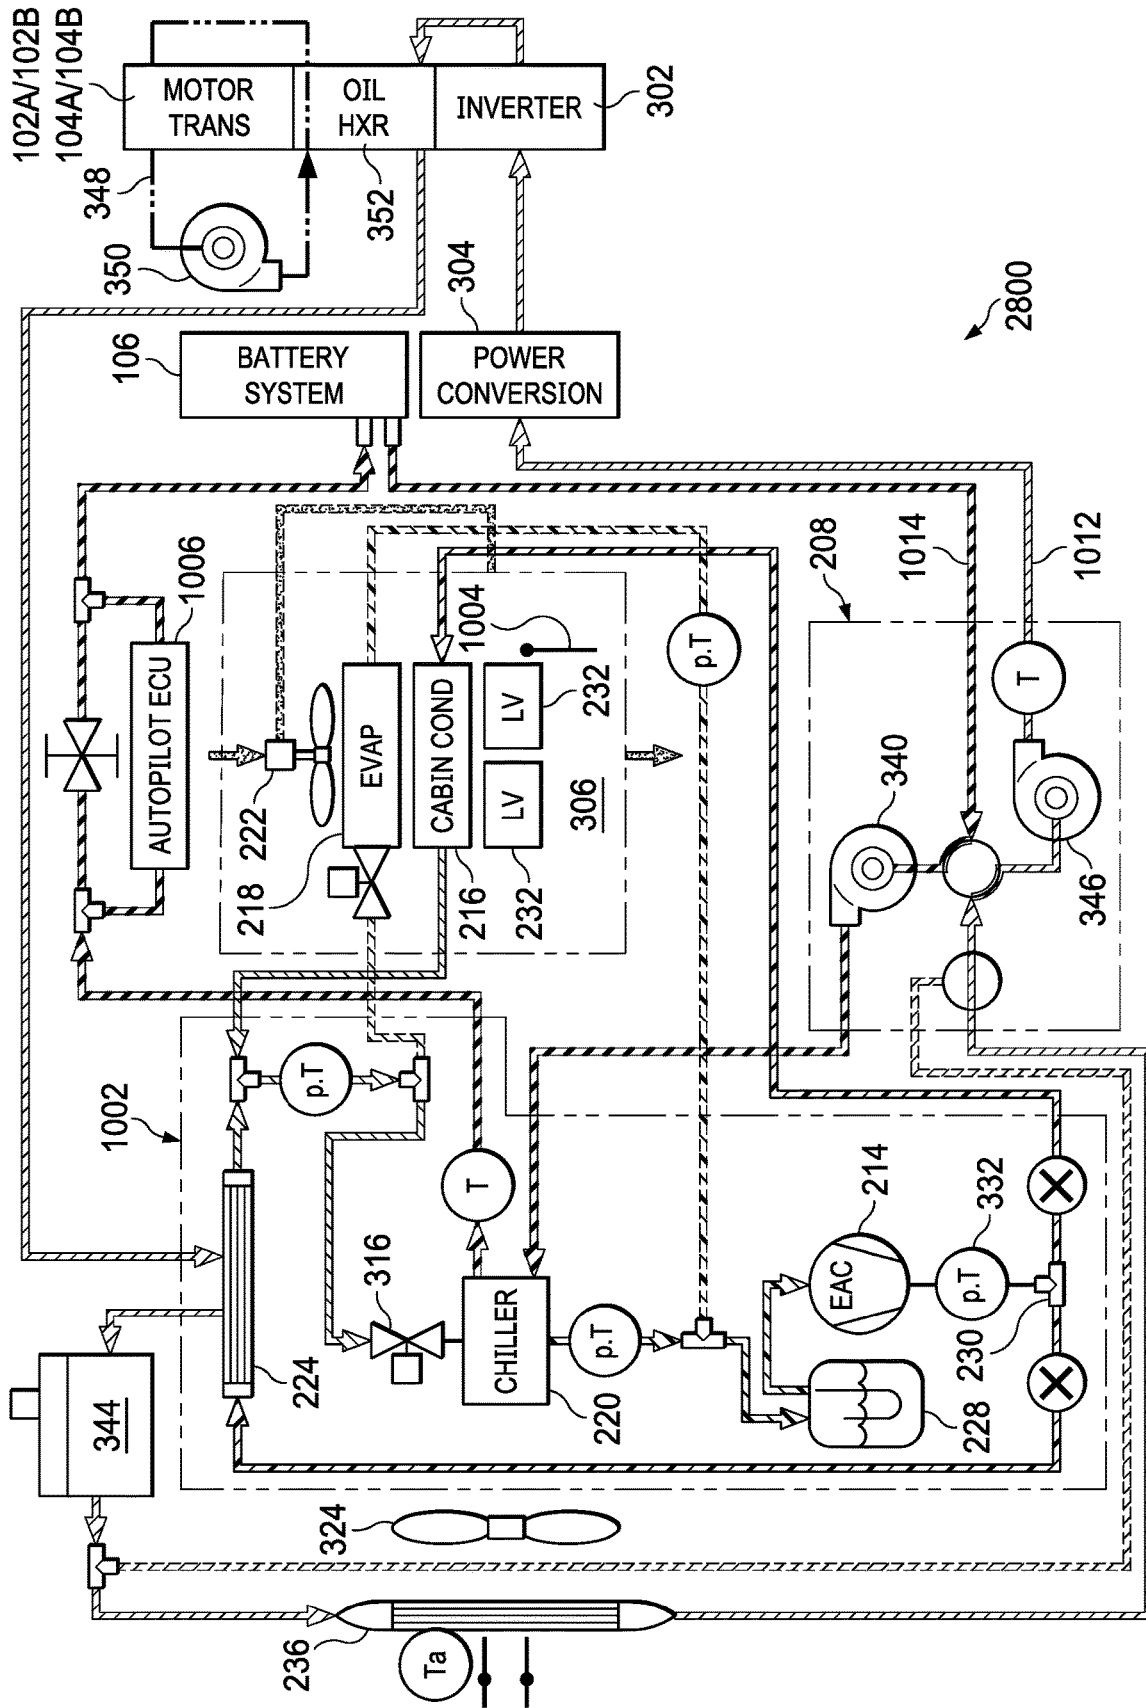 102A/102B
104A/104B
MOTOR
TRANS
OIL
HXR
INVERTER
302
348
352
350
304
106
BATTERY
SYSTEM
POWER
CONVERSION
2800
1006
AUTOPILOT ECU
208
1014
1012
1004
222
EVAP
CABIN COND
LV
232
LV
232
306
218
216
p.T
T
340
346
1002
p.T
T
316
CHILLER
220
p.T
214
EAC
332
p.T
230
228
224
344
324
236
Ta